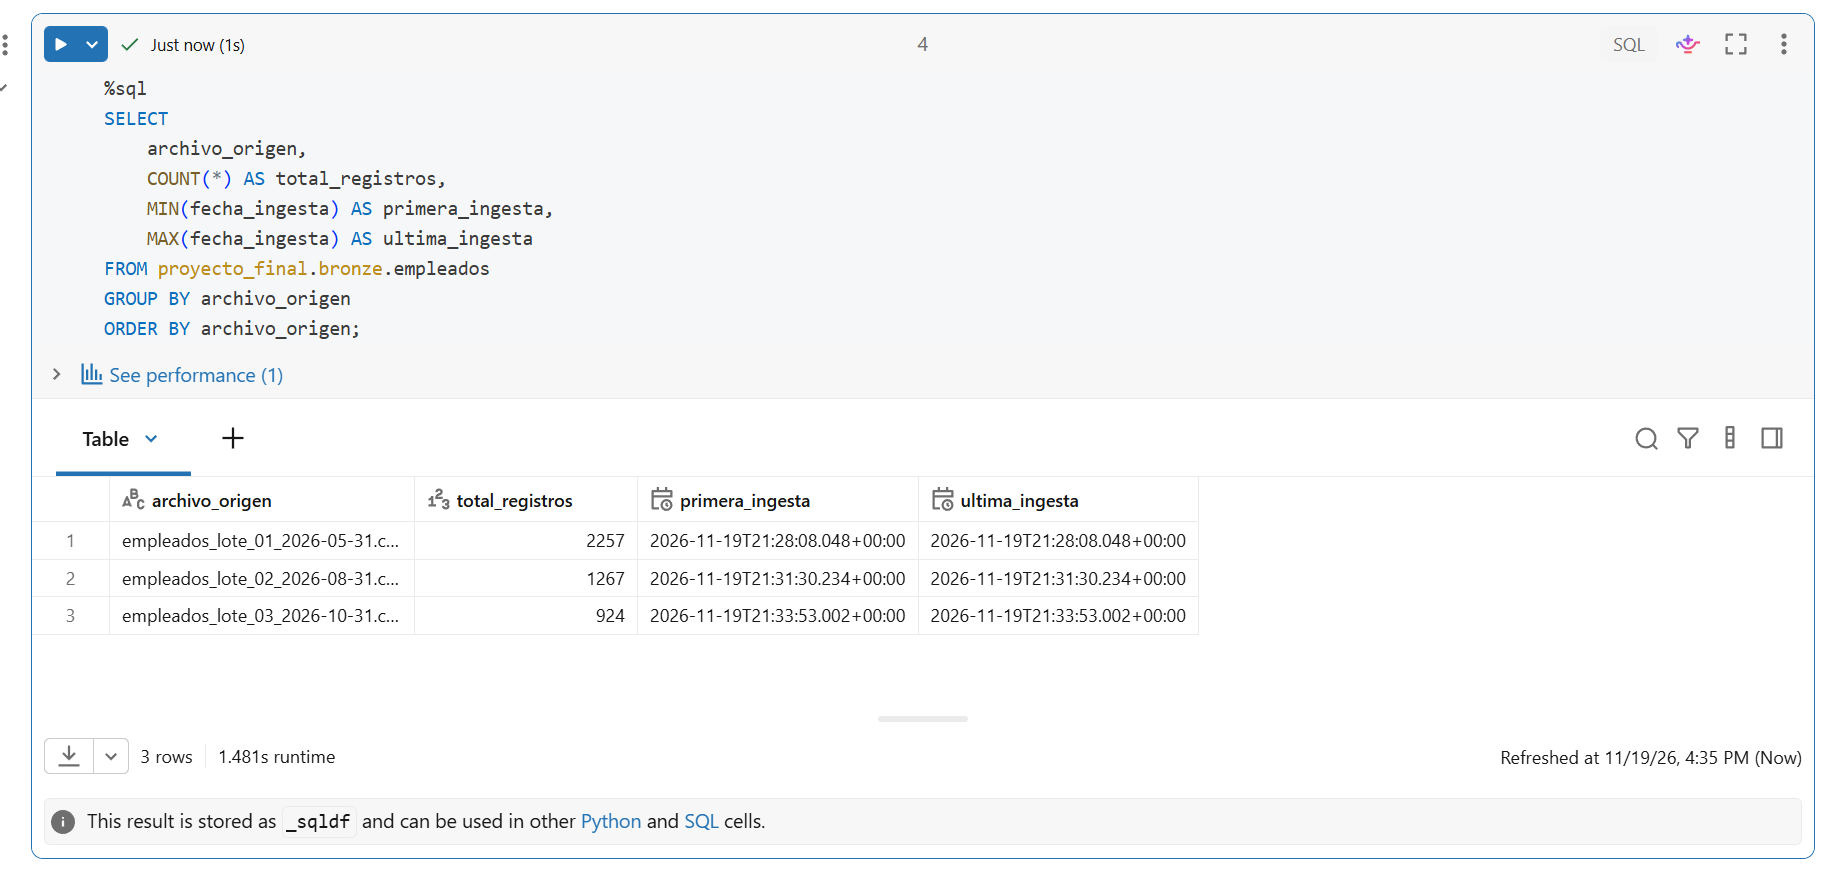 Just now (1s)
4
SQL
%sql
SELECT
archivo_origen,
COUNT(*) AS total_registros,
MIN(fecha_ingesta) AS primera_ingesta,
MAX(fecha_ingesta) AS ultima_ingesta
FROM proyecto_final.bronze.empleados
GROUP BY archivo_origen
ORDER BY archivo_origen;
See performance (1)
Table
archivo_origen total_registros primera_ingesta ultima_ingesta
1 empleados_lote_01_2026-05-31.c... 2257 2026-11-19T21:28:08.048+00:00 2026-11-19T21:28:08.048+00:00
2 empleados_lote_02_2026-08-31.c... 1267 2026-11-19T21:31:30.234+00:00 2026-11-19T21:31:30.234+00:00
3 empleados_lote_03_2026-10-31.c... 924 2026-11-19T21:33:53.002+00:00 2026-11-19T21:33:53.002+00:00
3 rows 1.481s runtime
Refreshed at 11/19/26, 4:35 PM (Now)
This result is stored as _sqldf and can be used in other Python and SQL cells.